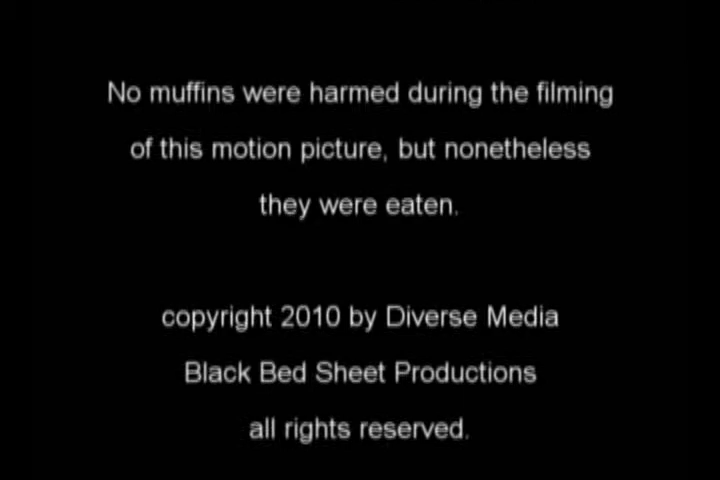 No muffins were harmed during the filming
of this motion picture, but nonetheless
they were eaten.
copyright 2010 by Diverse Media
Black Bed Sheet Productions
all rights reserved.